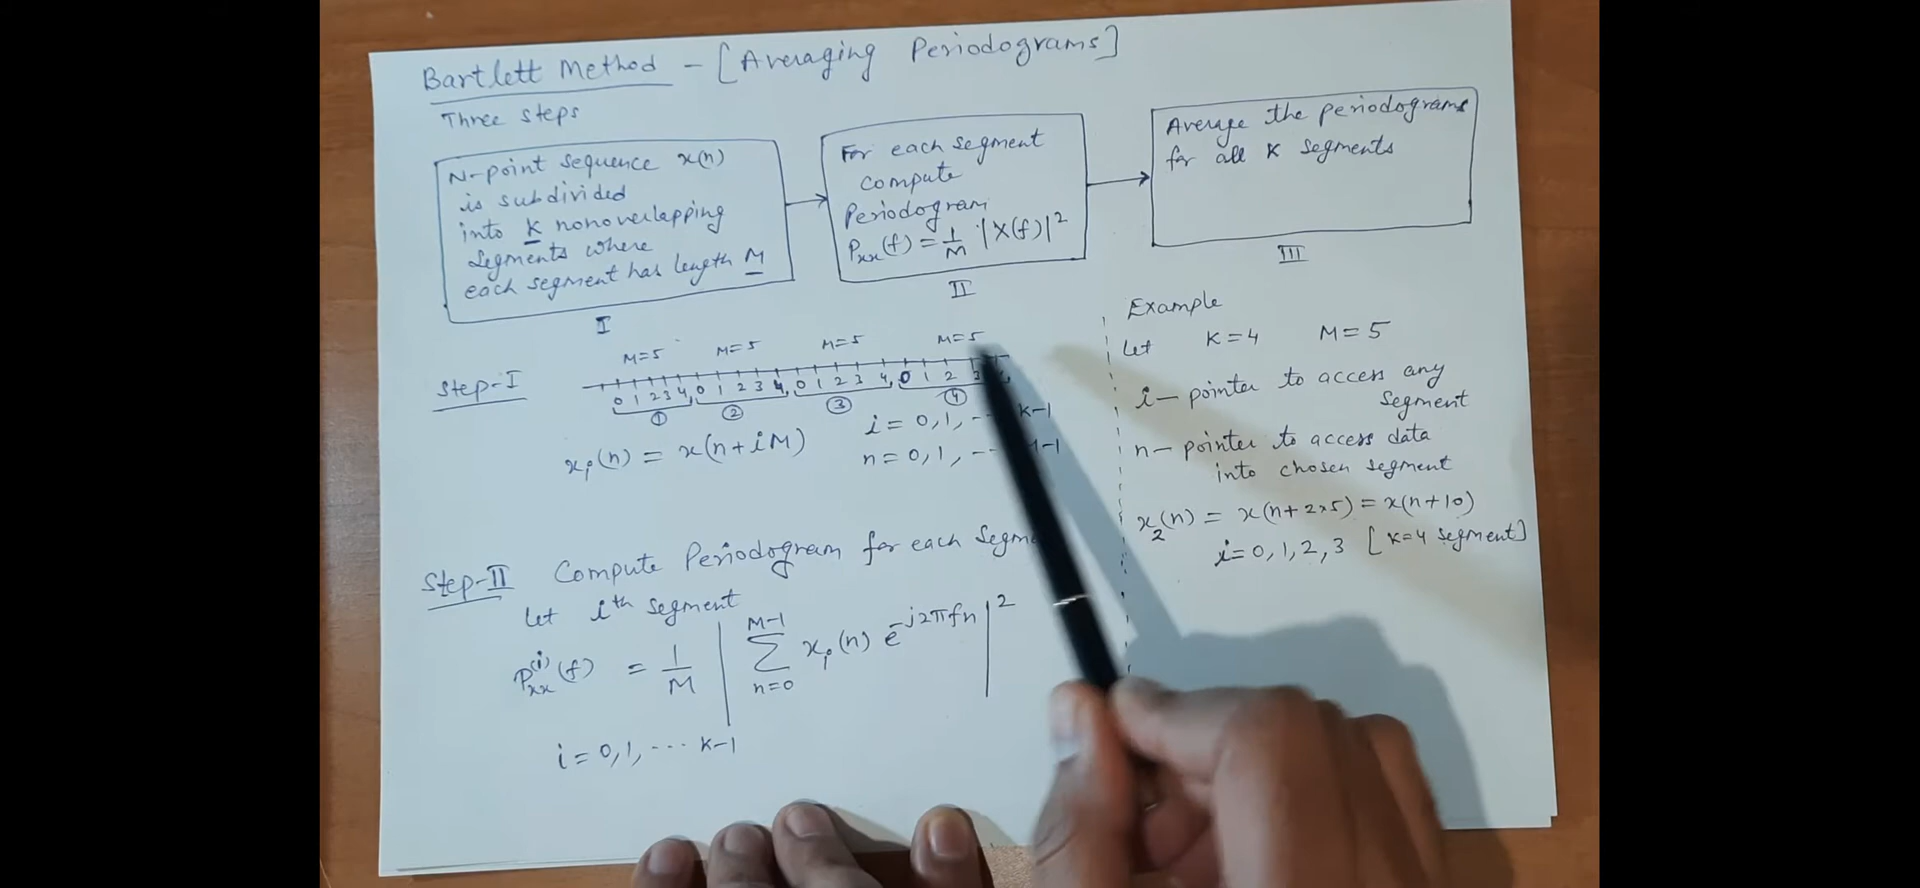 Bartlett Method - [Averaging Periodograms]
Three steps
N-point sequence x(n)
is subdivided
into K nonoverlapping
segments where
each segment has length M
I
For each segment
compute
Periodogram
Pxx(f) = 1/M |X(f)|²
II
Average the periodograms
for all K segments
III
M=5 M=5 M=5 M=5
Step-I
0 1 2 3 4, 0 1 2 3 4, 0 1 2 3 4, 0 1 2 3
① ② ③ ④
xᵢ(n) = x(n+iM)
i = 0,1, -- K-1
n = 0,1, -- M-1
Step-II Compute Periodogram for each
Let ith segment
Pxx⁽ⁱ⁾(f) = 1/M | Σ_{n=0}^{M-1} xᵢ(n) e^{-j2πfn} |²
i = 0,1, ... K-1
Example
Let K=4 M=5
i- pointer to access any
segment
n- pointer to access data
into chosen segment
x₂(n) = x(n+2×5) = x(n+10)
i=0,1,2,3 [K=4 segment]